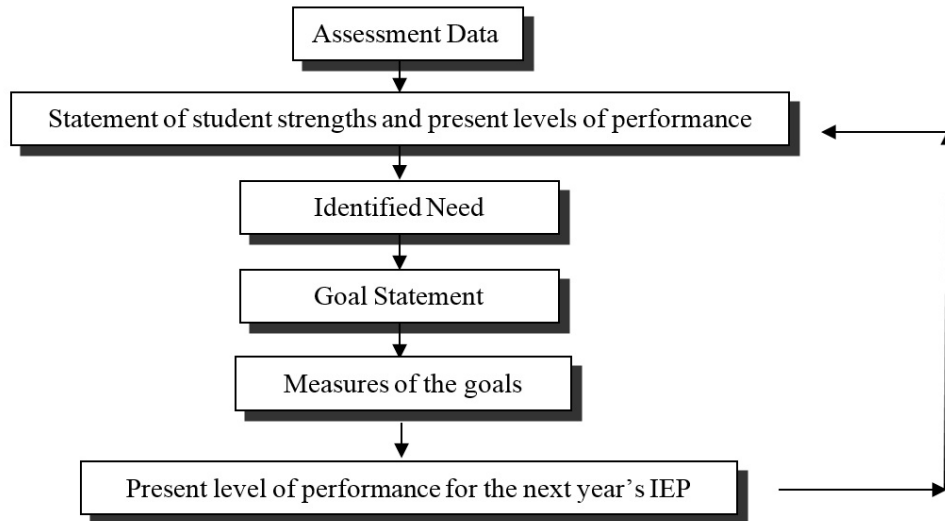 Assessment Data
Statement of student strengths and present levels of performance
Identified Need
Goal Statement
Measures of the goals
Present level of performance for the next year’s IEP